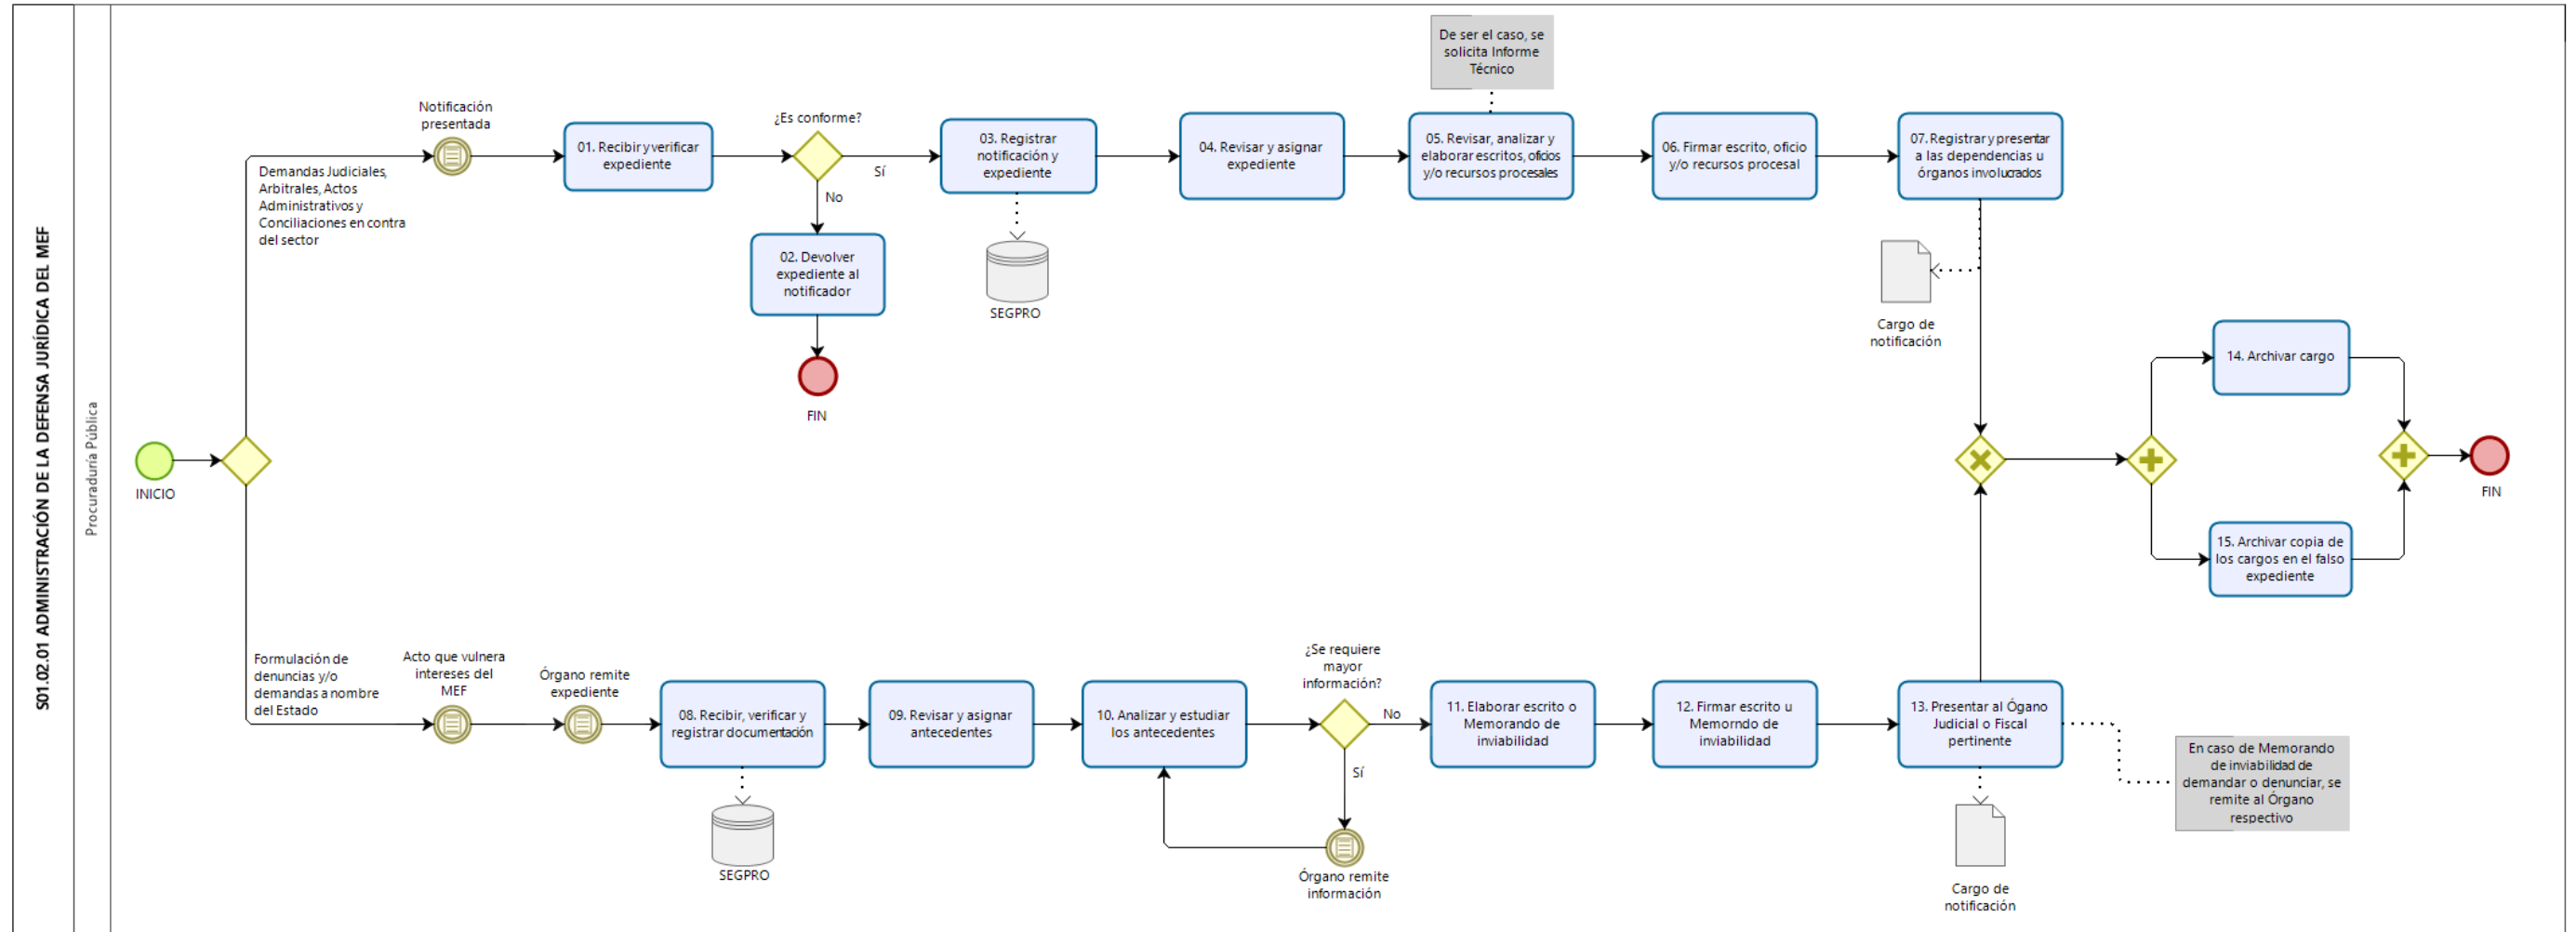 S01.02.01 ADMINISTRACIÓN DE LA DEFENSA JURÍDICA DEL MEF
Procuraduría Pública
INICIO
Demandas Judiciales,
Arbitrales, Actos
Administrativos y
Conciliaciones en contra
del sector
Notificación
presentada
01. Recibir y verificar
expediente
¿Es conforme?
Sí
No
02. Devolver
expediente al
notificador
FIN
03. Registrar
notificación y
expediente
SEGPRO
04. Revisar y asignar
expediente
De ser el caso, se
solicita Informe
Técnico
05. Revisar, analizar y
elaborar escritos, oficios
y/o recursos procesales
06. Firmar escrito, oficio
y/o recursos procesal
07. Registrar y presentar
a las dependencias u
órganos involucrados
Cargo de
notificación
14. Archivar cargo
15. Archivar copia de
los cargos en el falso
expediente
FIN
Formulación de
denuncias y/o
demandas a nombre
del Estado
Acto que vulnera
intereses del
MEF
Órgano remite
expediente
08. Recibir, verificar y
registrar documentación
SEGPRO
09. Revisar y asignar
antecedentes
10. Analizar y estudiar
los antecedentes
¿Se requiere
mayor
información?
No
Sí
Órgano remite
información
11. Elaborar escrito o
Memorando de
inviabilidad
12. Firmar escrito u
Memorndo de
inviabilidad
13. Presentar al Ógano
Judicial o Fiscal
pertinente
Cargo de
notificación
En caso de Memorando
de inviabilidad de
demandar o denunciar, se
remite al Órgano
respectivo